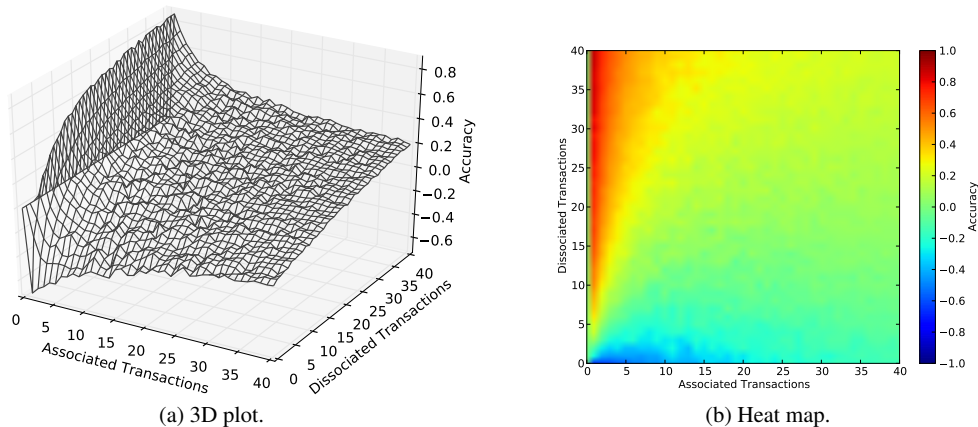 0.8
0.6
0.4
0.2
0.0
−0.2
−0.4
−0.6
Accuracy
0 5 10 15 20 25 30 35 40
Associated Transactions
0 5 10 15 20 25 30 35 40
Dissociated Transactions
(a) 3D plot.
40
35
30
25
20
15
10
5
0
Dissociated Transactions
0 5 10 15 20 25 30 35 40
Associated Transactions
1.0
0.8
0.6
0.4
0.2
0.0
−0.2
−0.4
−0.6
−0.8
−1.0
Accuracy
(b) Heat map.